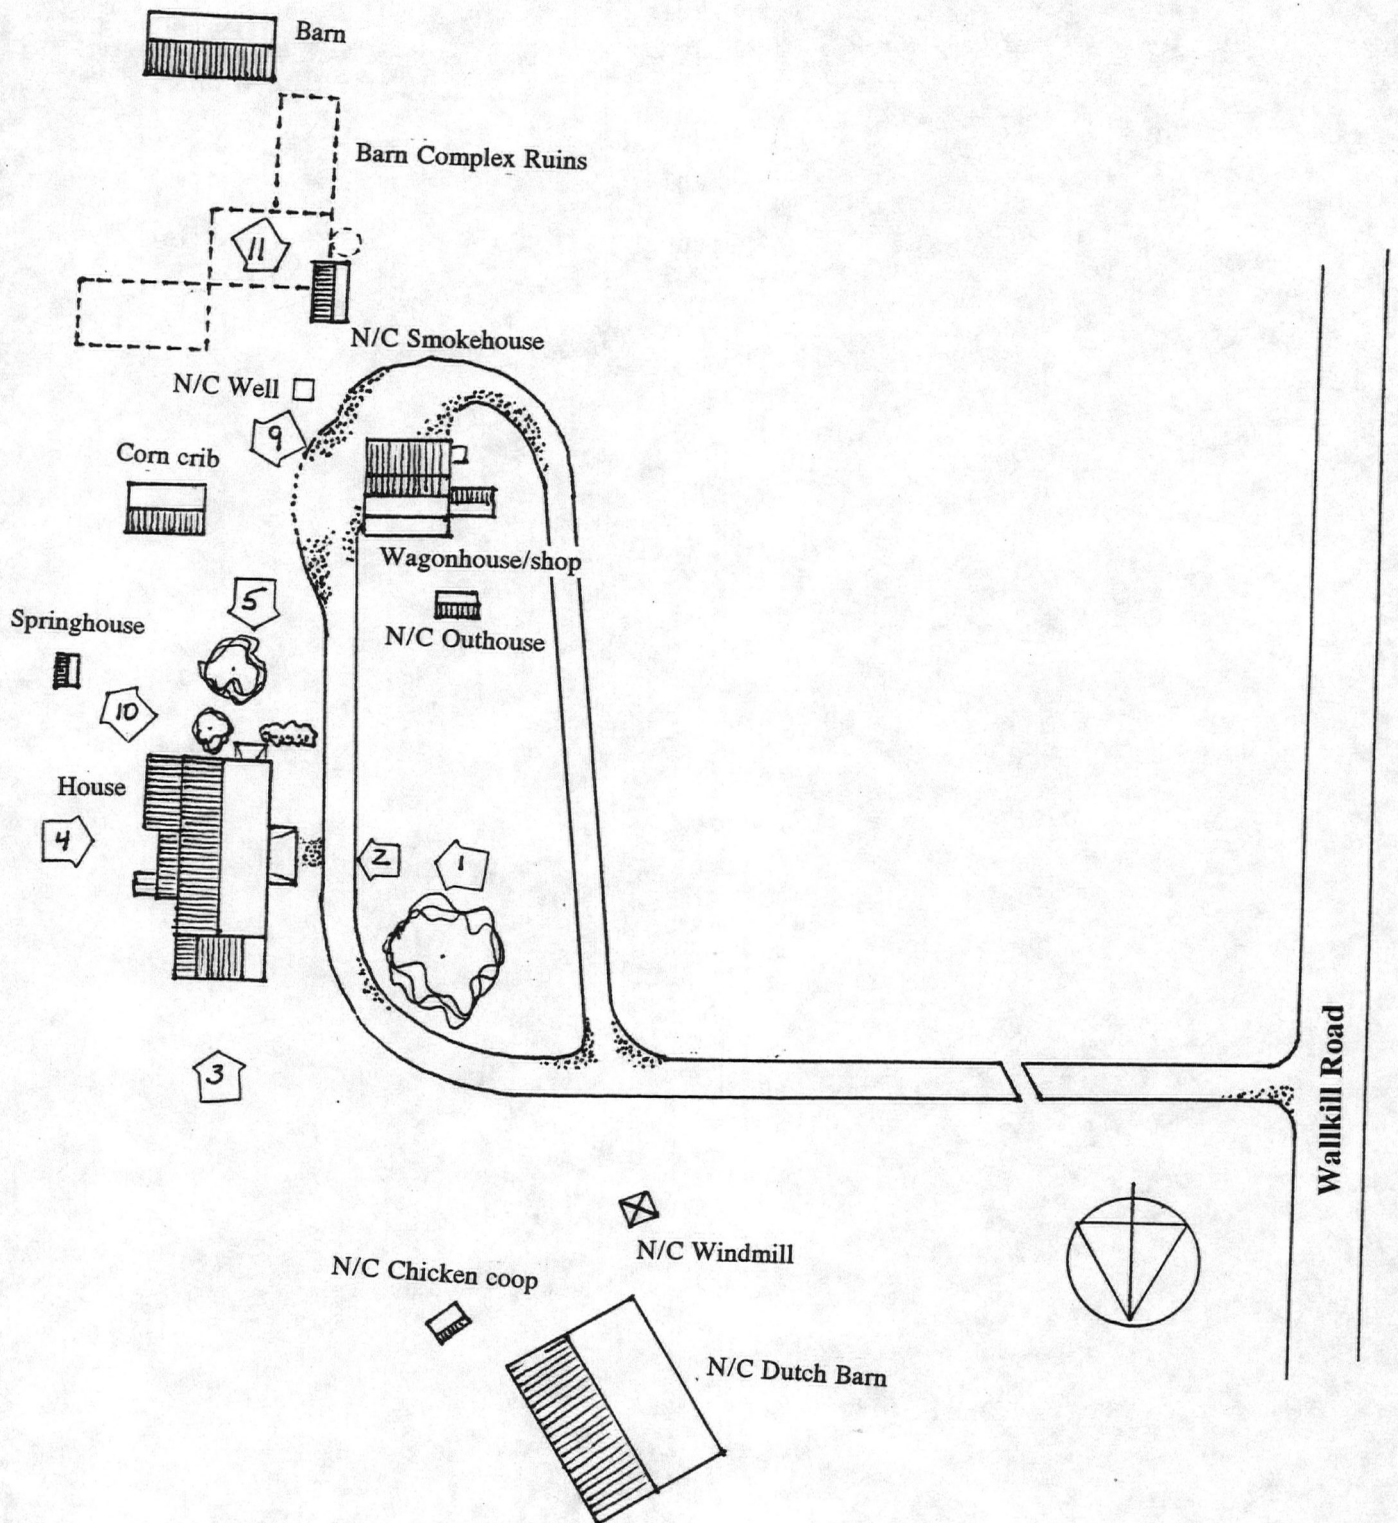 Barn
Barn Complex Ruins
11
N/C Smokehouse
N/C Well
9
Corn crib
Wagonhouse/shop
5
N/C Outhouse
Springhouse
10
House
4
2
1
3
Wallkill Road
N/C Windmill
N/C Chicken coop
N/C Dutch Barn